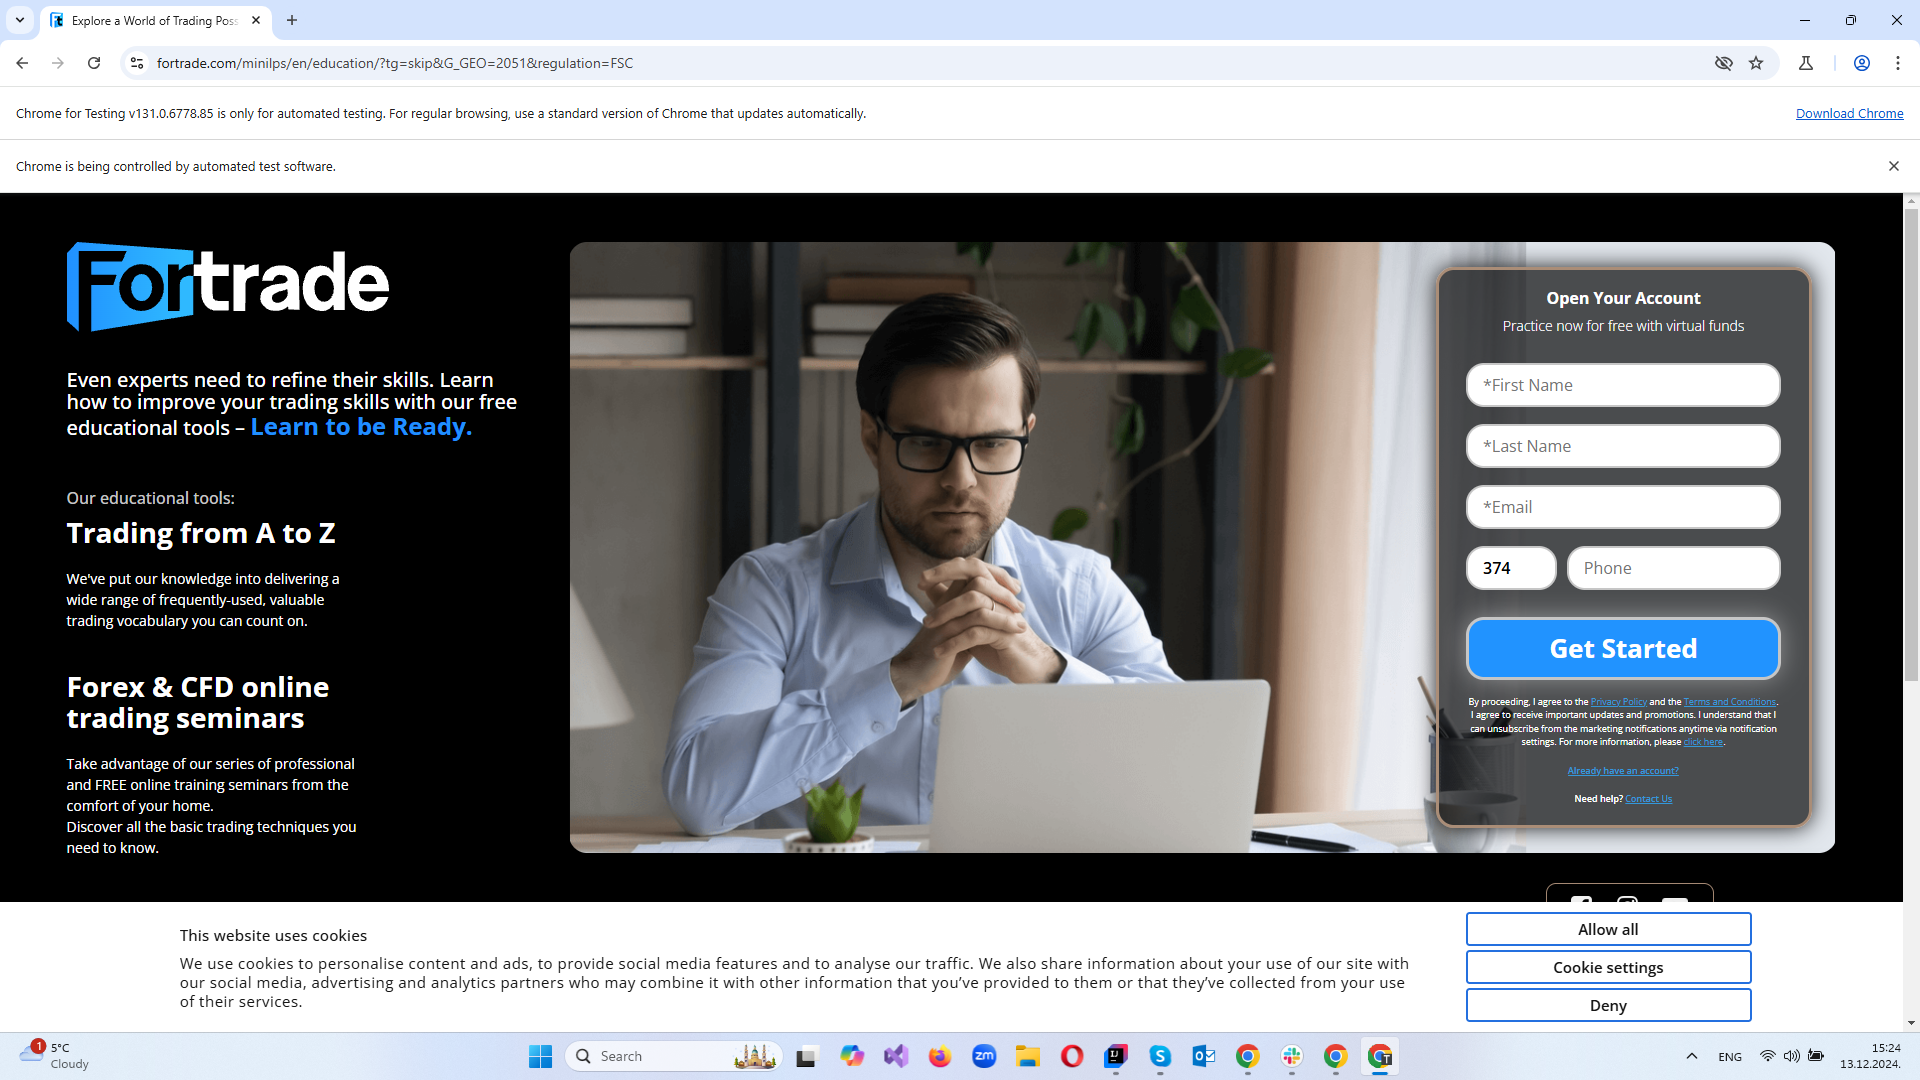 Explore a World of Trading Poss
fortrade.com/minilps/en/education/?tg=skip&G_GEO=2051&regulation=FSC
Chrome for Testing v131.0.6778.85 is only for automated testing. For regular browsing, use a standard version of Chrome that updates automatically.
Download Chrome
Chrome is being controlled by automated test software.
Fortrade
Even experts need to refine their skills. Learn
how to improve your trading skills with our free
educational tools – Learn to be Ready.
Our educational tools:
Trading from A to Z
We've put our knowledge into delivering a
wide range of frequently-used, valuable
trading vocabulary you can count on.
Forex & CFD online
trading seminars
Take advantage of our series of professional
and FREE online training seminars from the
comfort of your home.
Discover all the basic trading techniques you
need to know.
Open Your Account
Practice now for free with virtual funds
*First Name
*Last Name
*Email
374
Phone
Get Started
By proceeding, I agree to the Privacy Policy and the Terms and Conditions.
I agree to receive important updates and promotions. I understand that I
can unsubscribe from the marketing notifications anytime via notification
settings. For more information, please click here.
Already have an account?
Need help? Contact Us
This website uses cookies
We use cookies to personalise content and ads, to provide social media features and to analyse our traffic. We also share information about your use of our site with
our social media, advertising and analytics partners who may combine it with other information that you've provided to them or that they've collected from your use
of their services.
Allow all
Cookie settings
Deny
1
5°C
Cloudy
Search
zm
ENG
15:24
13.12.2024.